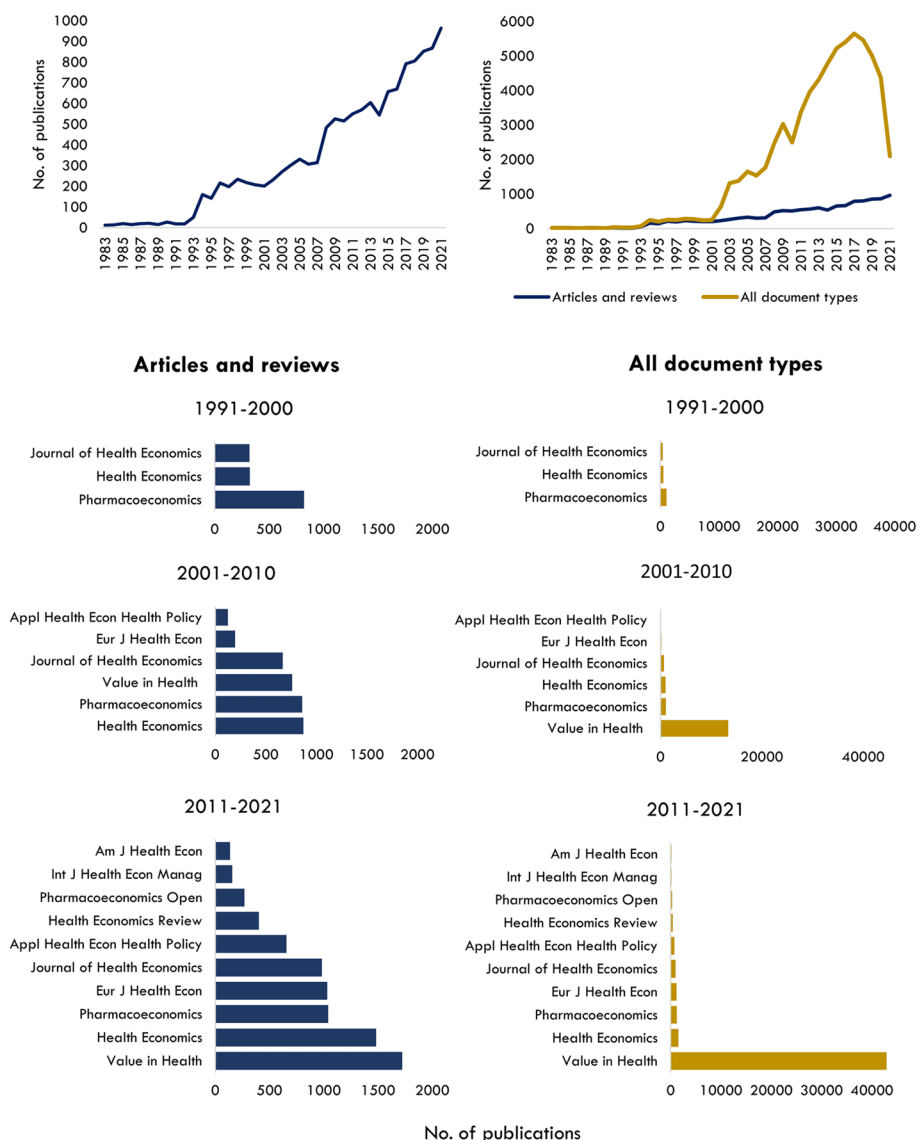 No. of publications
1000
900
800
700
600
500
400
300
200
100
0
1983
1985
1987
1989
1991
1993
1995
1997
1999
2001
2003
2005
2007
2009
2011
2013
2015
2017
2019
2021
No. of publications
6000
5000
4000
3000
2000
1000
0
1983
1985
1987
1989
1991
1993
1995
1997
1999
2001
2003
2005
2007
2009
2011
2013
2015
2017
2019
2021
Articles and reviews
All document types
Articles and reviews
1991-2000
Journal of Health Economics
Health Economics
Pharmacoeconomics
0 500 1000 1500 2000
2001-2010
Appl Health Econ Health Policy
Eur J Health Econ
Journal of Health Economics
Value in Health
Pharmacoeconomics
Health Economics
0 500 1000 1500 2000
2011-2021
Am J Health Econ
Int J Health Econ Manag
Pharmacoeconomics Open
Health Economics Review
Appl Health Econ Health Policy
Journal of Health Economics
Eur J Health Econ
Pharmacoeconomics
Health Economics
Value in Health
0 500 1000 1500 2000
All document types
1991-2000
Journal of Health Economics
Health Economics
Pharmacoeconomics
0 10000 20000 30000 40000
2001-2010
Appl Health Econ Health Policy
Eur J Health Econ
Journal of Health Economics
Health Economics
Pharmacoeconomics
Value in Health
0 20000 40000
2011-2021
Am J Health Econ
Int J Health Econ Manag
Pharmacoeconomics Open
Health Economics Review
Appl Health Econ Health Policy
Journal of Health Economics
Eur J Health Econ
Pharmacoeconomics
Health Economics
Value in Health
0 10000 20000 30000 40000
No. of publications